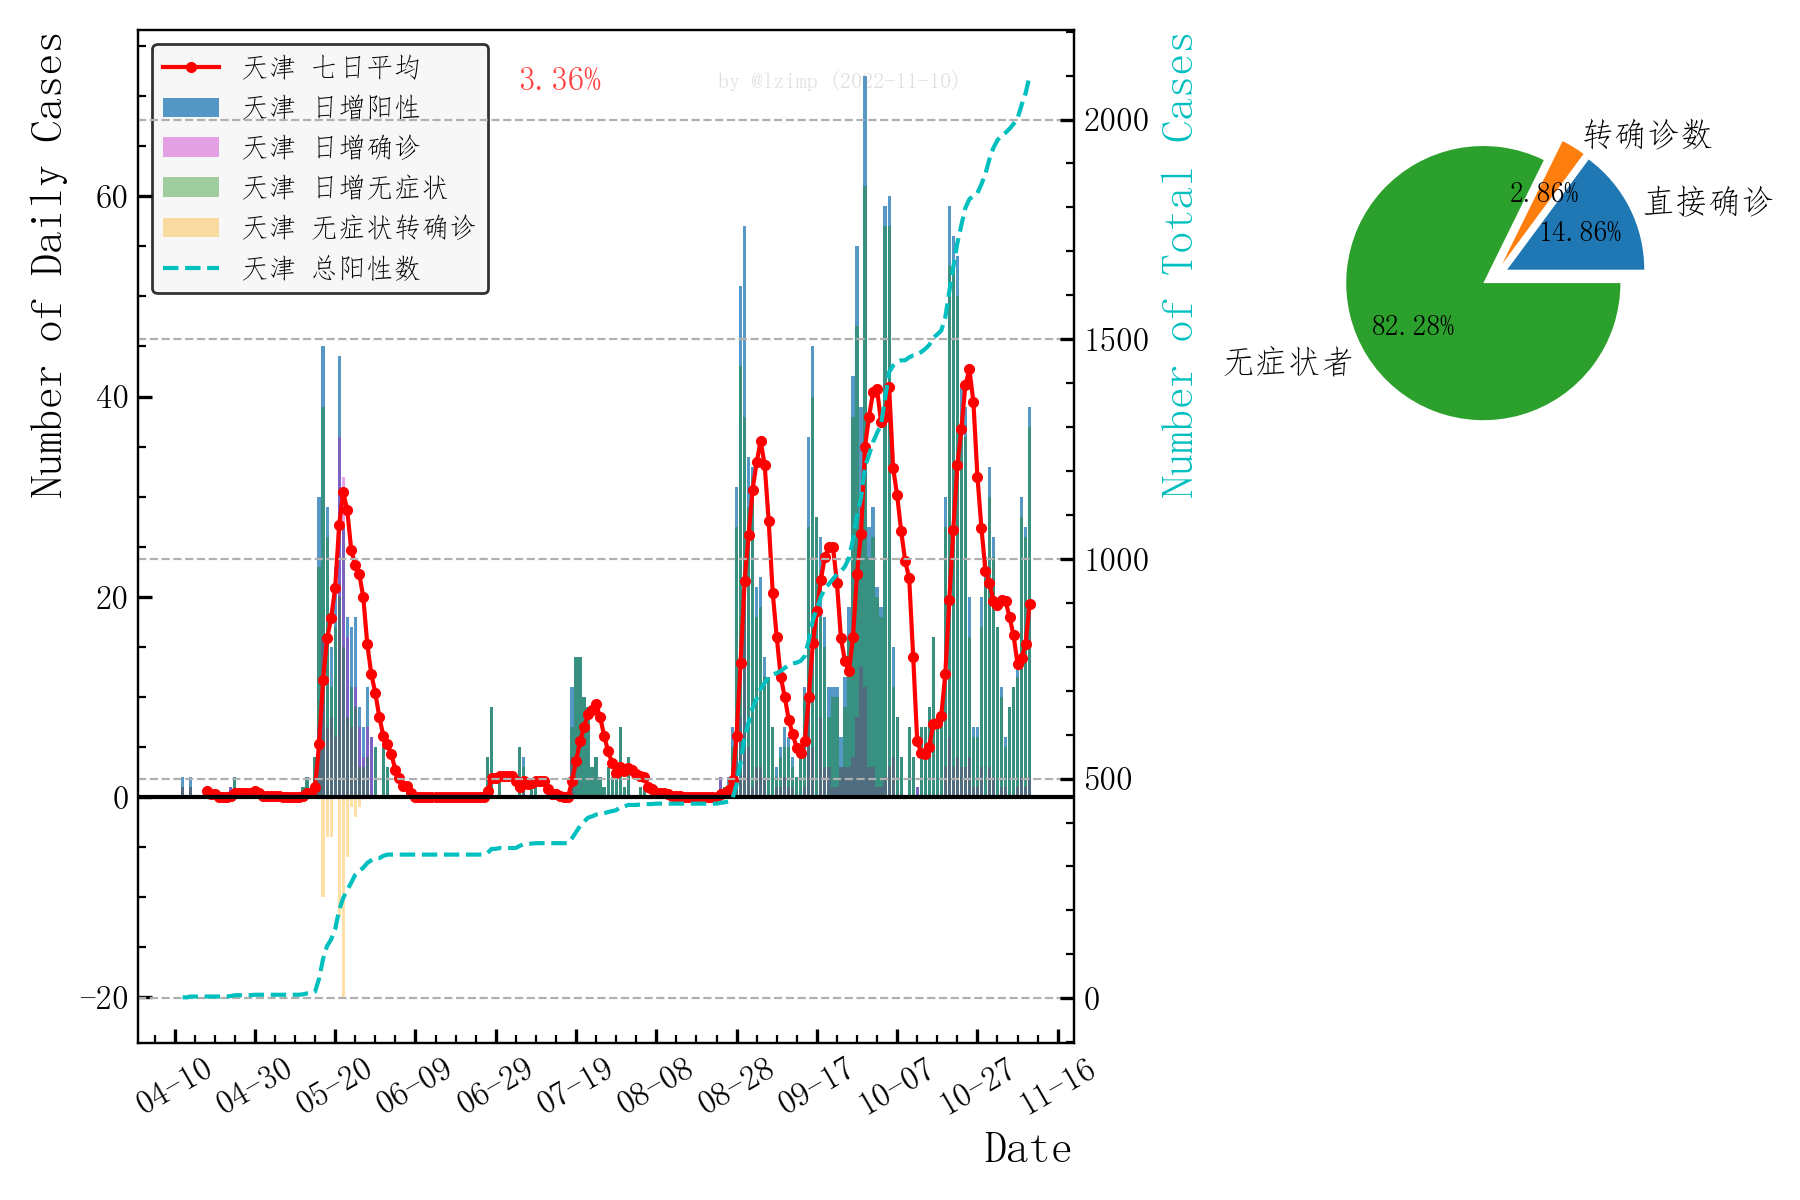 Number of Daily Cases
天津 七日平均
天津 日增阳性
天津 日增确诊
天津 日增无症状
天津 无症状转确诊
天津 总阳性数
3.36%
by @lzimp (2022-11-10)
60
40
20
0
−20
2000
1500
1000
500
0
Number of Total Cases
04-10
04-30
05-20
06-09
06-29
07-19
08-08
08-28
09-17
10-07
10-27
11-16
Date
转确诊数
2.86%
直接确诊
14.86%
82.28%
无症状者